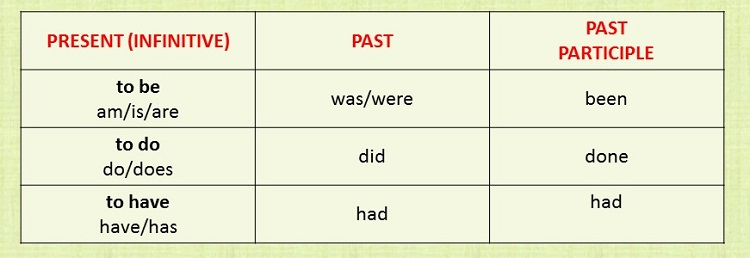 PRESENT (INFINITIVE)
PAST
PAST
PARTICIPLE
to be
am/is/are
was/were
been
to do
do/does
did
done
to have
have/has
had
had